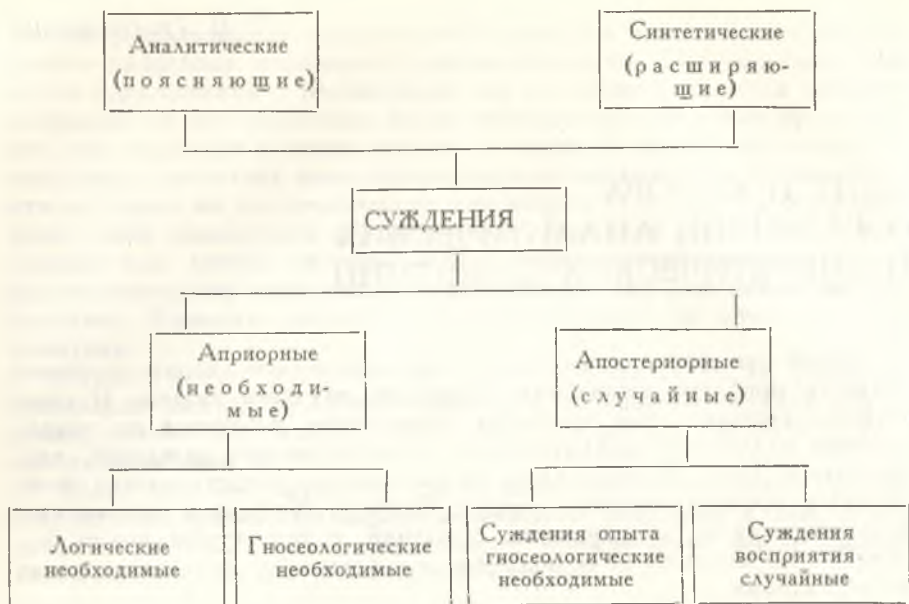 Аналитические
(поясняющие)
Синтетические
(расширяю-
щие)
СУЖДЕНИЯ
Априорные
(необходи-
мые)
Апостериорные
(случайные)
Логические
необходимые
Гносеологические
необходимые
Суждения опыта
гносеологические
необходимые
Суждения
восприятия
случайные